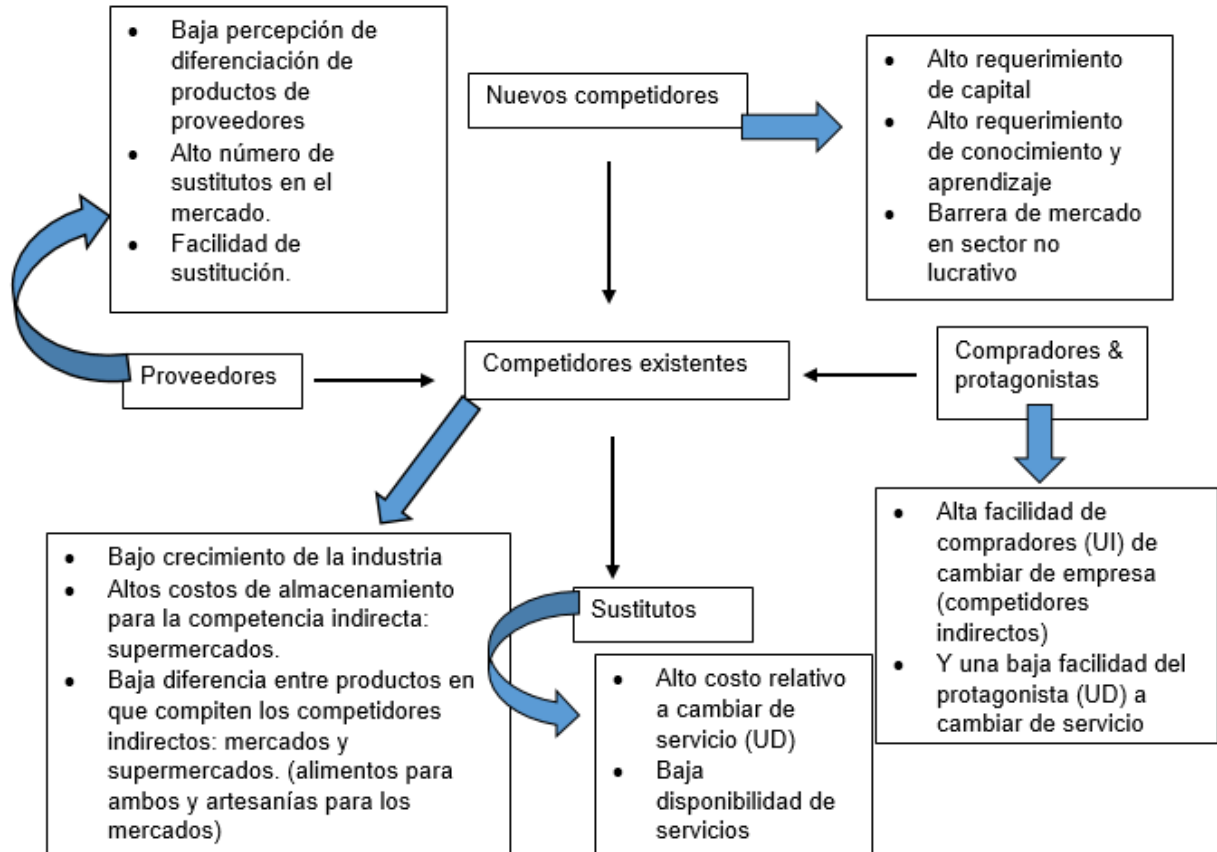 • Baja percepción de
diferenciación de
productos de
proveedores
• Alto número de
sustitutos en el
mercado.
• Facilidad de
sustitución.
Nuevos competidores
• Alto requerimiento
de capital
• Alto requerimiento
de conocimiento y
aprendizaje
• Barrera de mercado
en sector no
lucrativo
Proveedores
Competidores existentes
Compradores &
protagonistas
• Bajo crecimiento de la industria
• Altos costos de almacenamiento
para la competencia indirecta:
supermercados.
• Baja diferencia entre productos en
que compiten los competidores
indirectos: mercados y
supermercados. (alimentos para
ambos y artesanías para los
mercados)
Sustitutos
• Alto costo relativo
a cambiar de
servicio (UD)
• Baja
disponibilidad de
servicios
• Alta facilidad de
compradores (UI) de
cambiar de empresa
(competidores
indirectos)
• Y una baja facilidad del
protagonista (UD) a
cambiar de servicio